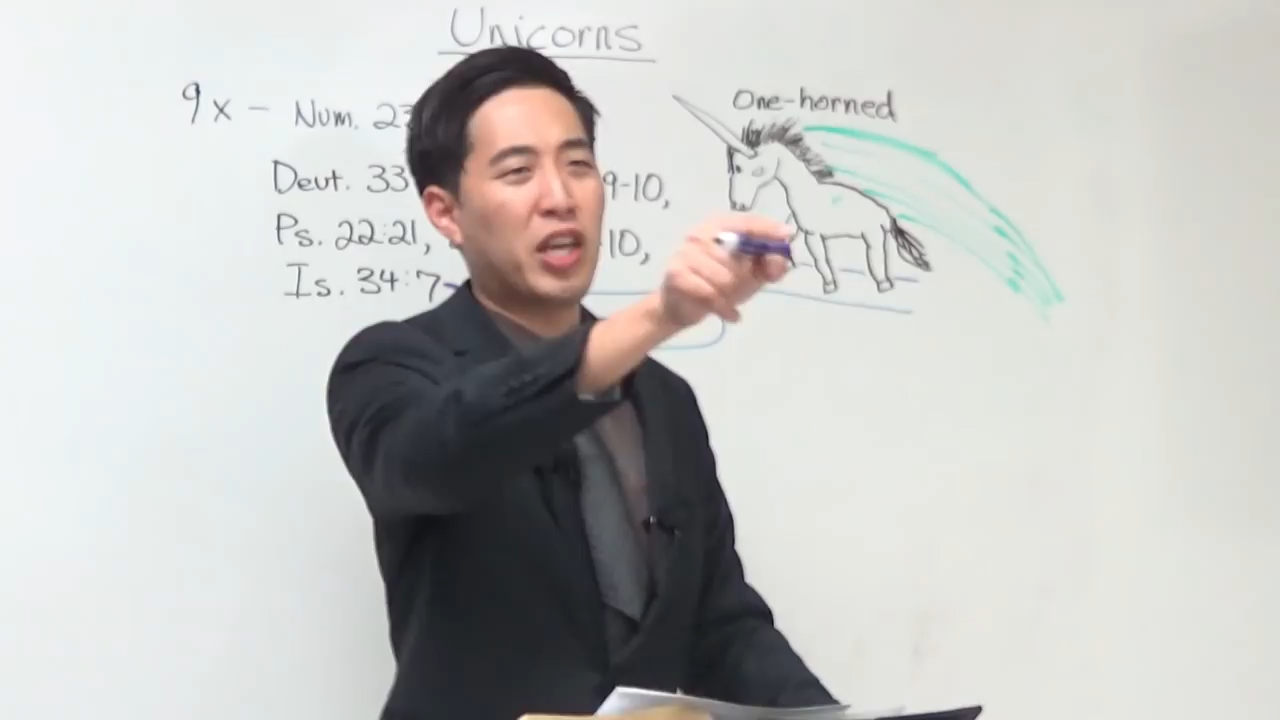 Unicorns
9x - Num. 23
One-horned
Deut. 33 9-10,
Ps. 22:21, 10,
Is. 34:7